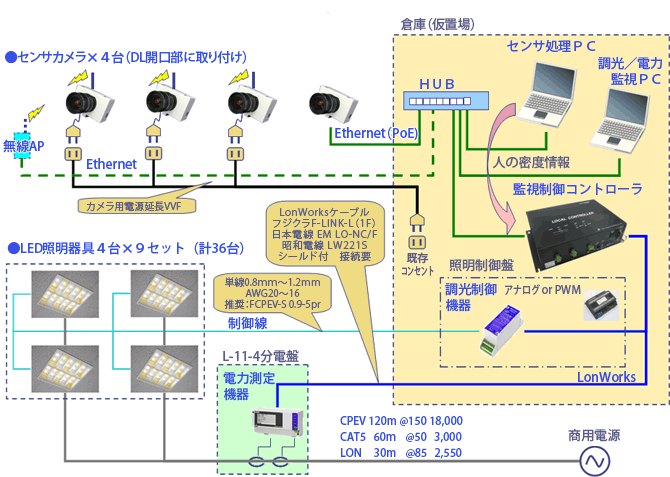 倉庫（仮置場）
●センサカメラ×４台（DL開口部に取り付け）
センサ処理ＰＣ
調光／電力
監視ＰＣ
ＨＵＢ
無線AP
Ethernet
Ethernet（PoE）
人の密度情報
カメラ用電源延長VVF
監視制御コントローラ
LOCAL CONTROLLER
LonWorksケーブル
フジクラF-LINK-L（1F）
日本電線 EM LO-NC/F
昭和電線 LW221S
シールド付　接続要
既存
コンセント
●LED照明器具４台×９セット（計36台）
照明制御盤
単線0.8mm～1.2mm
AWG20～16
推奨：FCPEV-S 0.9-5pr
調光制御
機器
アナログ or PWM
制御線
L-11-4分電盤
電力測定
機器
LonWorks
CPEV 120m @150 18,000
CAT5 60m @50 3,000
LON 30m @85 2,550
商用電源